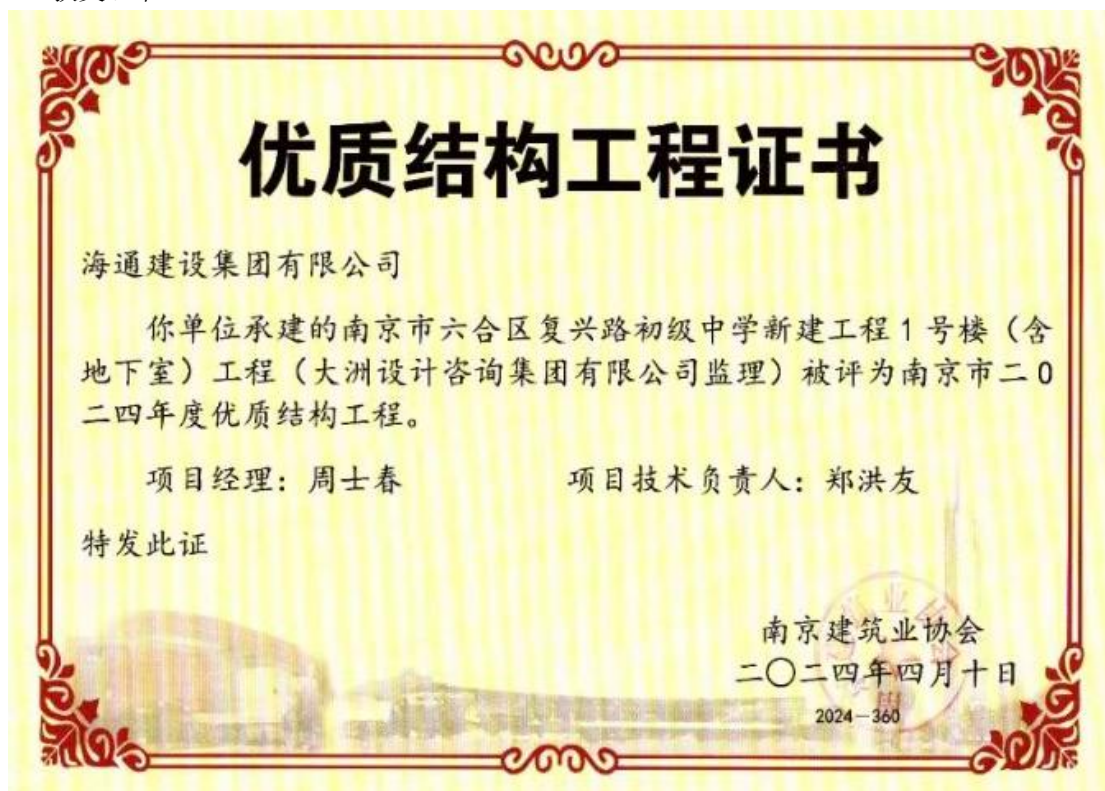 优质结构工程证书
海通建设集团有限公司
你单位承建的南京市六合区复兴路初级中学新建工程1号楼（含
地下室）工程（大洲设计咨询集团有限公司监理）被评为南京市二0
二四年度优质结构工程。
项目经理：周士春 项目技术负责人：郑洪友
特发此证
南京建筑业协会
二〇二四年四月十日
2024-360